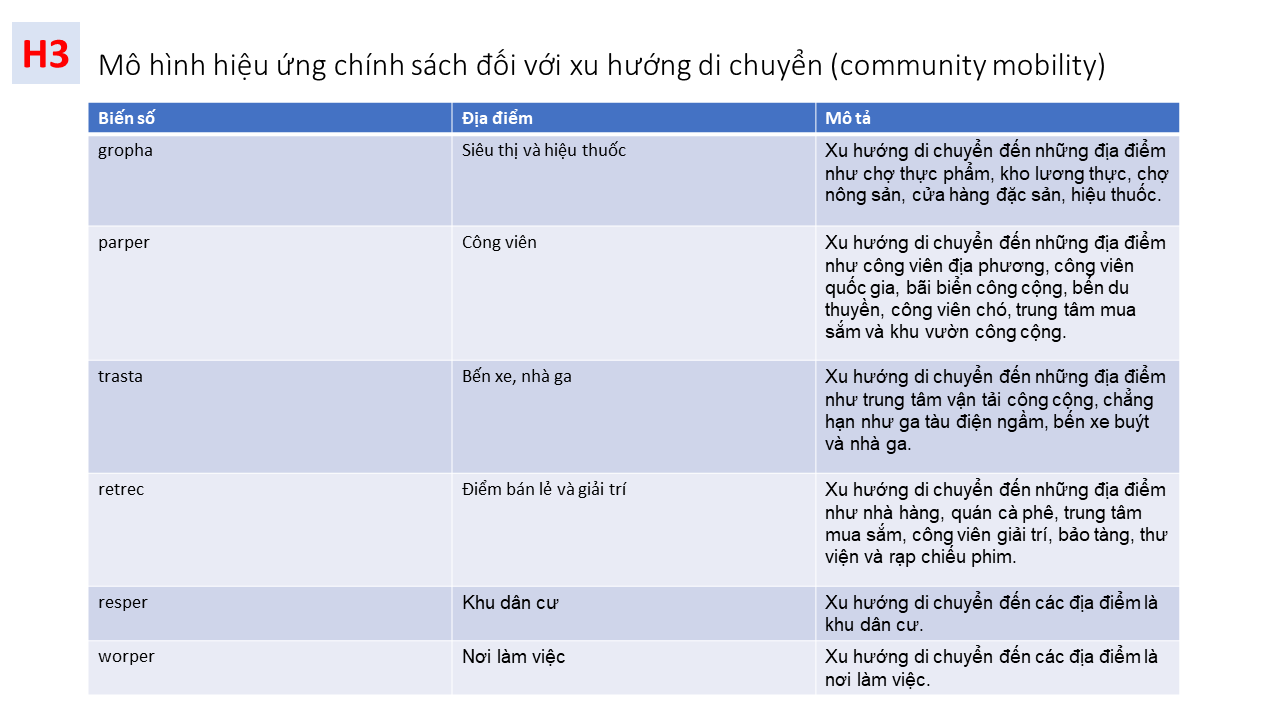 H3
Mô hình hiệu ứng chính sách đối với xu hướng di chuyển (community mobility)
Biến số
Địa điểm
Mô tả
gropha
Siêu thị và hiệu thuốc
Xu hướng di chuyển đến những địa điểm
như chợ thực phẩm, kho lương thực, chợ
nông sản, cửa hàng đặc sản, hiệu thuốc.
parper
Công viên
Xu hướng di chuyển đến những địa điểm
như công viên địa phương, công viên
quốc gia, bãi biển công cộng, bến du
thuyền, công viên chó, trung tâm mua
sắm và khu vườn công cộng.
trasta
Bến xe, nhà ga
Xu hướng di chuyển đến những địa điểm
như trung tâm vận tải công cộng, chẳng
hạn như ga tàu điện ngầm, bến xe buýt
và nhà ga.
retrec
Điểm bán lẻ và giải trí
Xu hướng di chuyển đến những địa điểm
như nhà hàng, quán cà phê, trung tâm
mua sắm, công viên giải trí, bảo tàng, thư
viện và rạp chiếu phim.
resper
Khu dân cư
Xu hướng di chuyển đến các địa điểm là
khu dân cư.
worper
Nơi làm việc
Xu hướng di chuyển đến các địa điểm là
nơi làm việc.